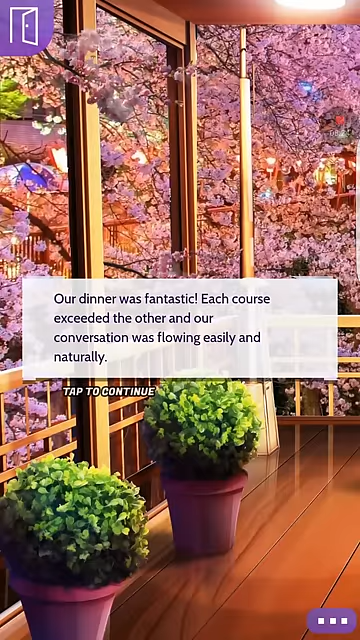 Our dinner was fantastic! Each course
exceeded the other and our
conversation was flowing easily and
naturally.
TAP TO CONTINUE